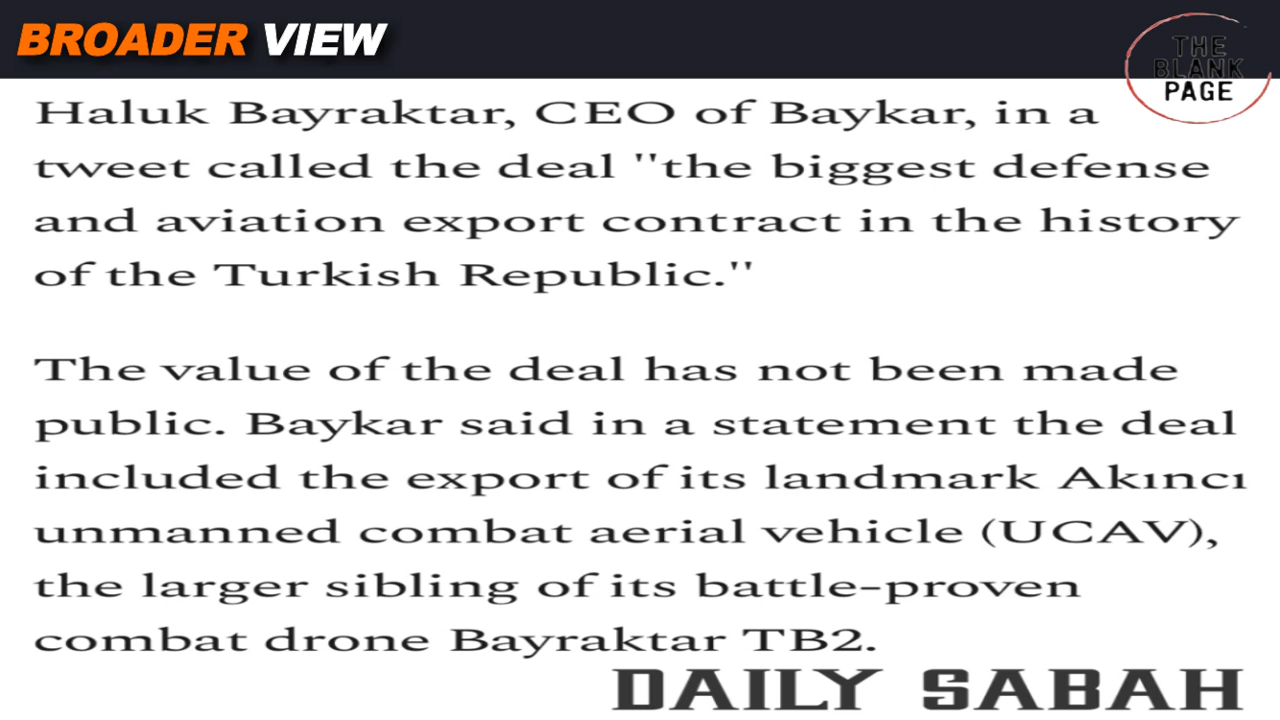 BROADER VIEW
THE
BLANK
PAGE
Haluk Bayraktar, CEO of Baykar, in a
tweet called the deal "the biggest defense
and aviation export contract in the history
of the Turkish Republic."
The value of the deal has not been made
public. Baykar said in a statement the deal
included the export of its landmark Akıncı
unmanned combat aerial vehicle (UCAV),
the larger sibling of its battle-proven
combat drone Bayraktar TB2.
DAILY SABAH